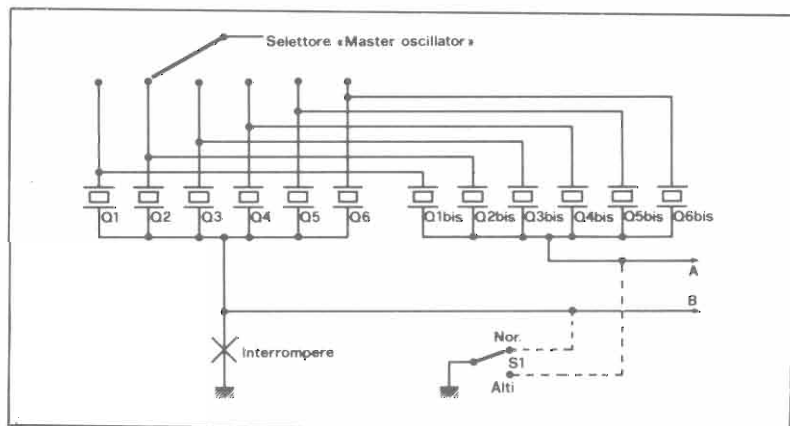 Selettore «Master oscillator»
Q1 Q2 Q3 Q4 Q5 Q6 Q1bis Q2bis Q3bis Q4bis Q5bis Q6bis
A
B
Interrompere
Nor.
S1
Alti